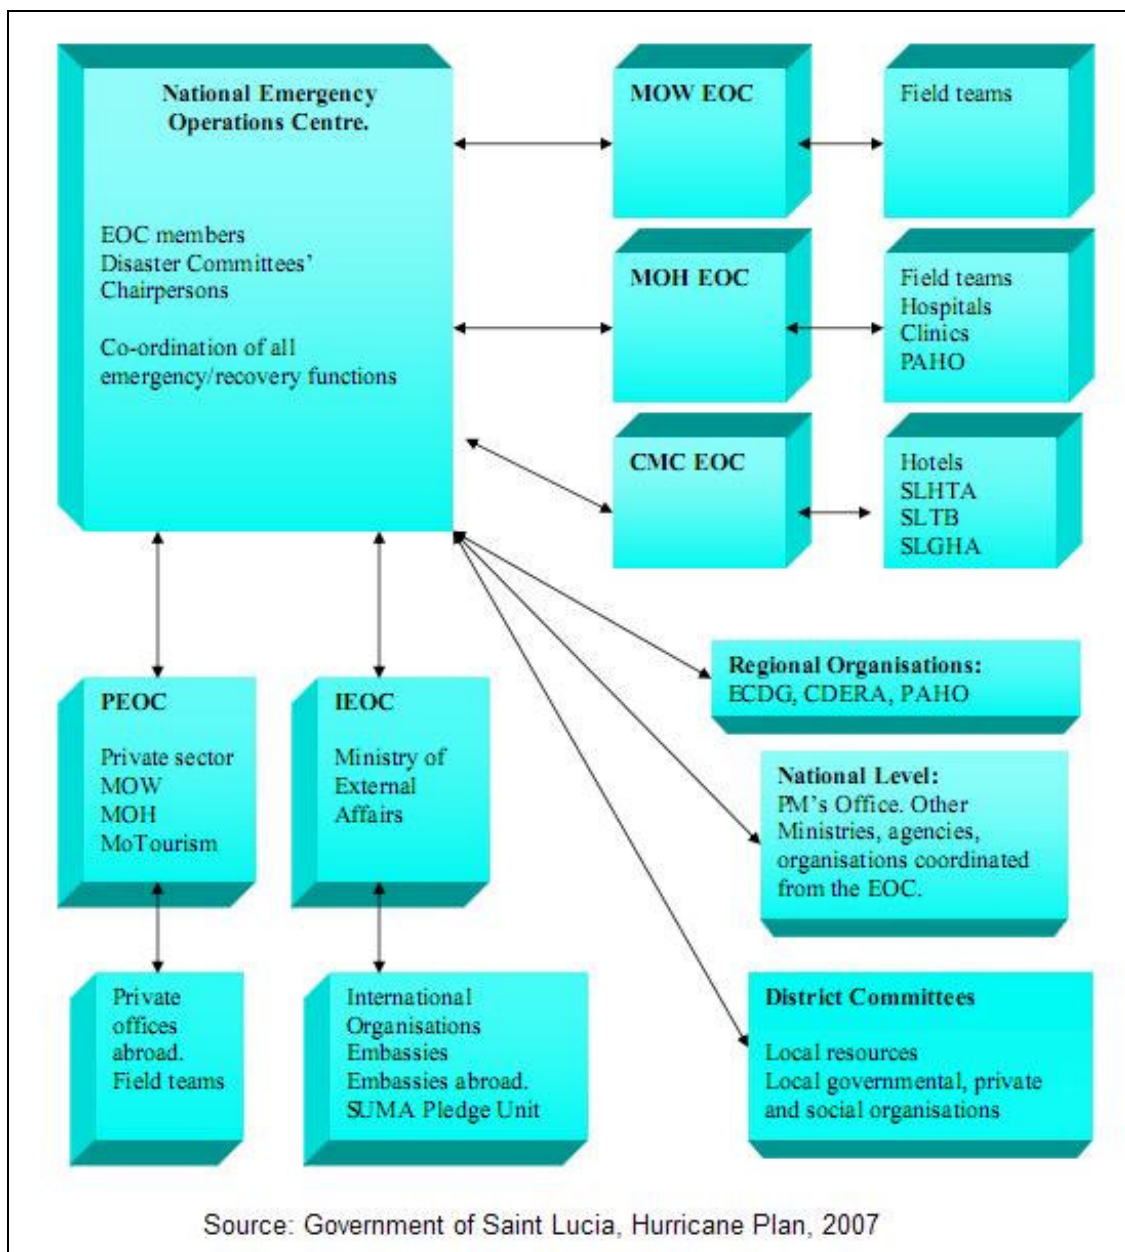 National Emergency
Operations Centre.
EOC members
Disaster Committees'
Chairpersons
Co-ordination of all
emergency/recovery functions
MOW EOC
Field teams
MOH EOC
Field teams
Hospitals
Clinics
PAHO
CMC EOC
Hotels
SLHTA
SLTB
SLGHA
Regional Organisations:
ECDG, CDERA, PAHO
National Level:
PM's Office. Other
Ministries, agencies,
organisations coordinated
from the EOC.
District Committees
Local resources
Local governmental, private
and social organisations
PEOC
Private sector
MOW
MOH
MoTourism
IEOC
Ministry of
External
Affairs
Private
offices
abroad.
Field teams
International
Organisations
Embassies
Embassies abroad.
SUMA Pledge Unit
Source: Government of Saint Lucia, Hurricane Plan, 2007